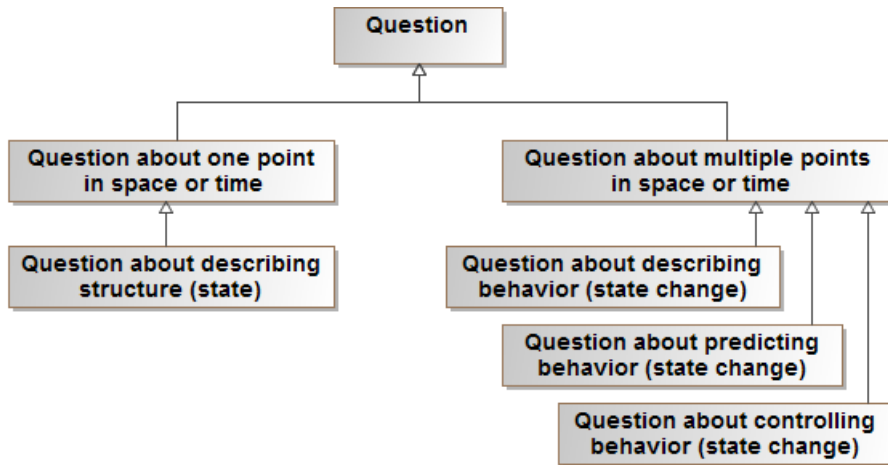 Question
Question about one point
in space or time
Question about multiple points
in space or time
Question about describing
structure (state)
Question about describing
behavior (state change)
Question about predicting
behavior (state change)
Question about controlling
behavior (state change)